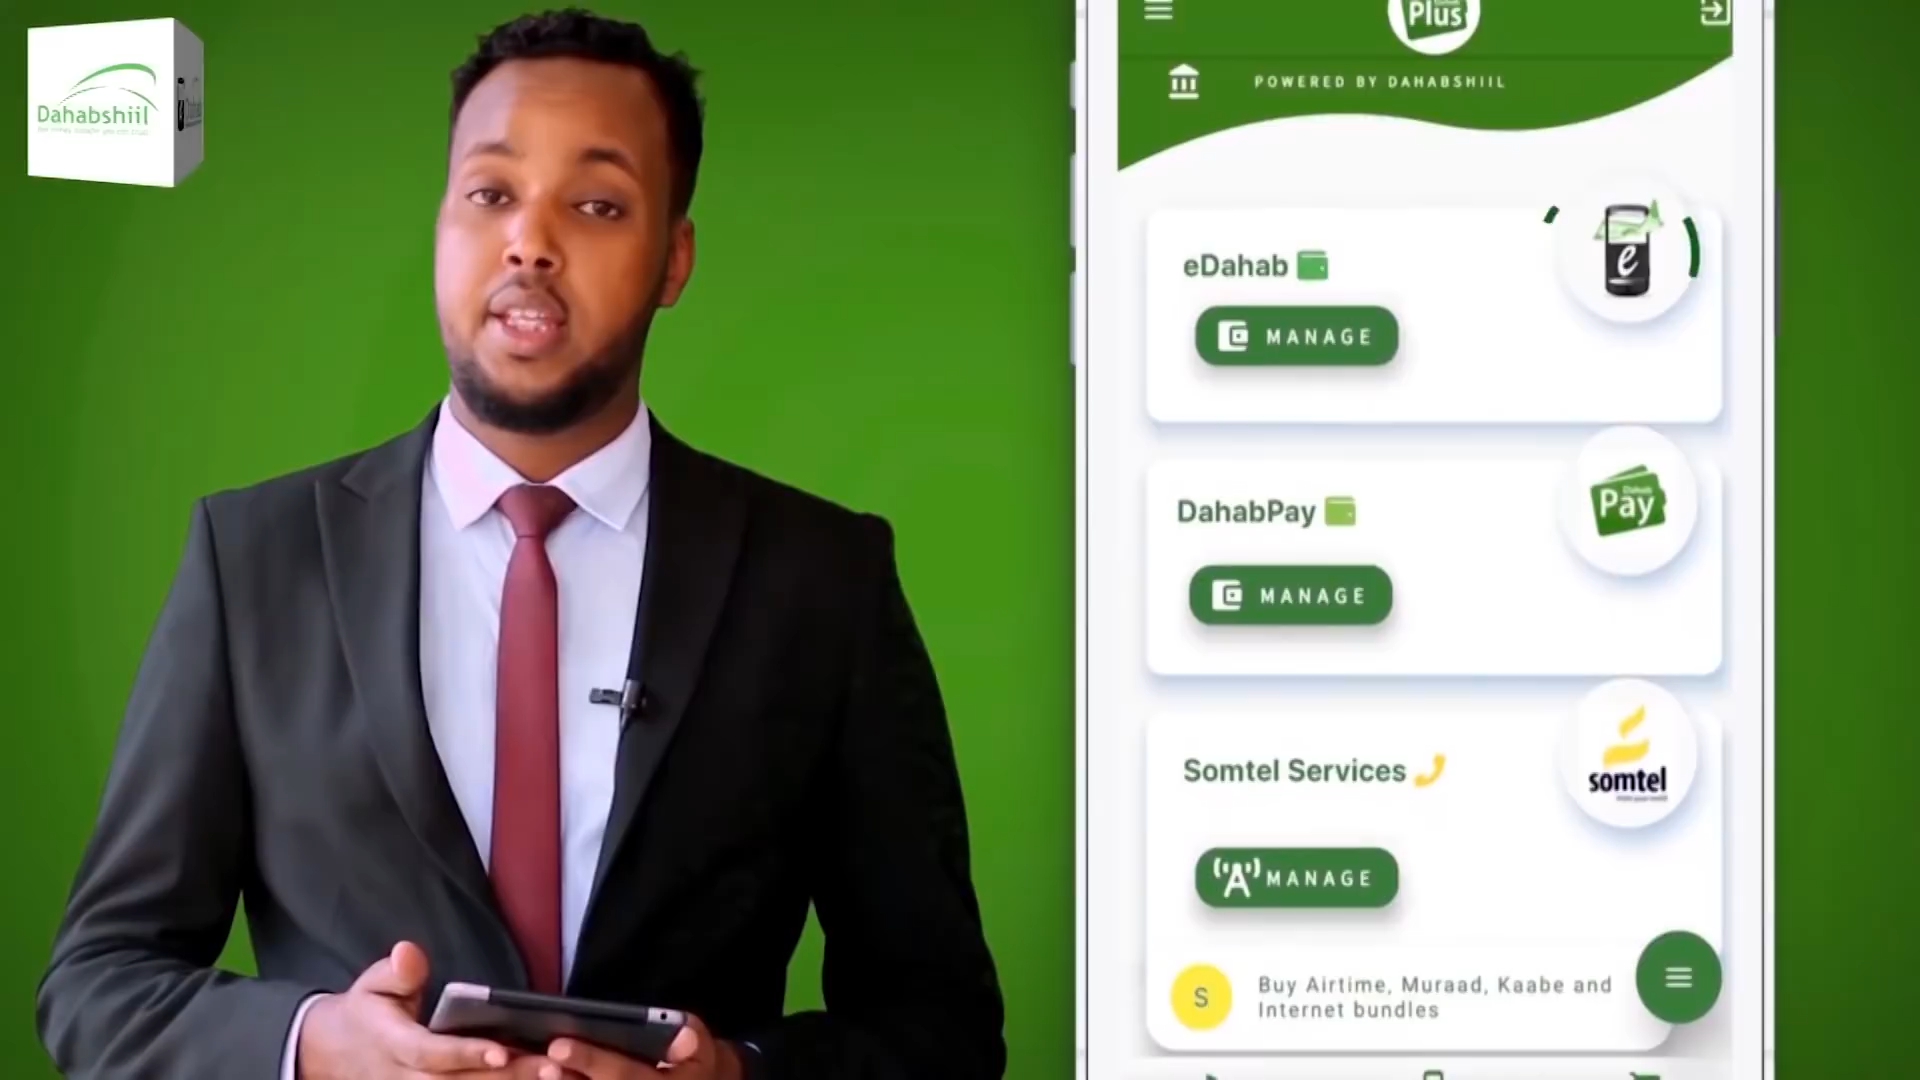 Dahabshiil
Plus
POWERED BY DAHABSHIIL
eDahab
e
MANAGE
DahabPay
Dahab
Pay
MANAGE
Somtel Services
somtel
MANAGE
S
Buy Airtime, Muraad, Kaabe and
Internet bundles